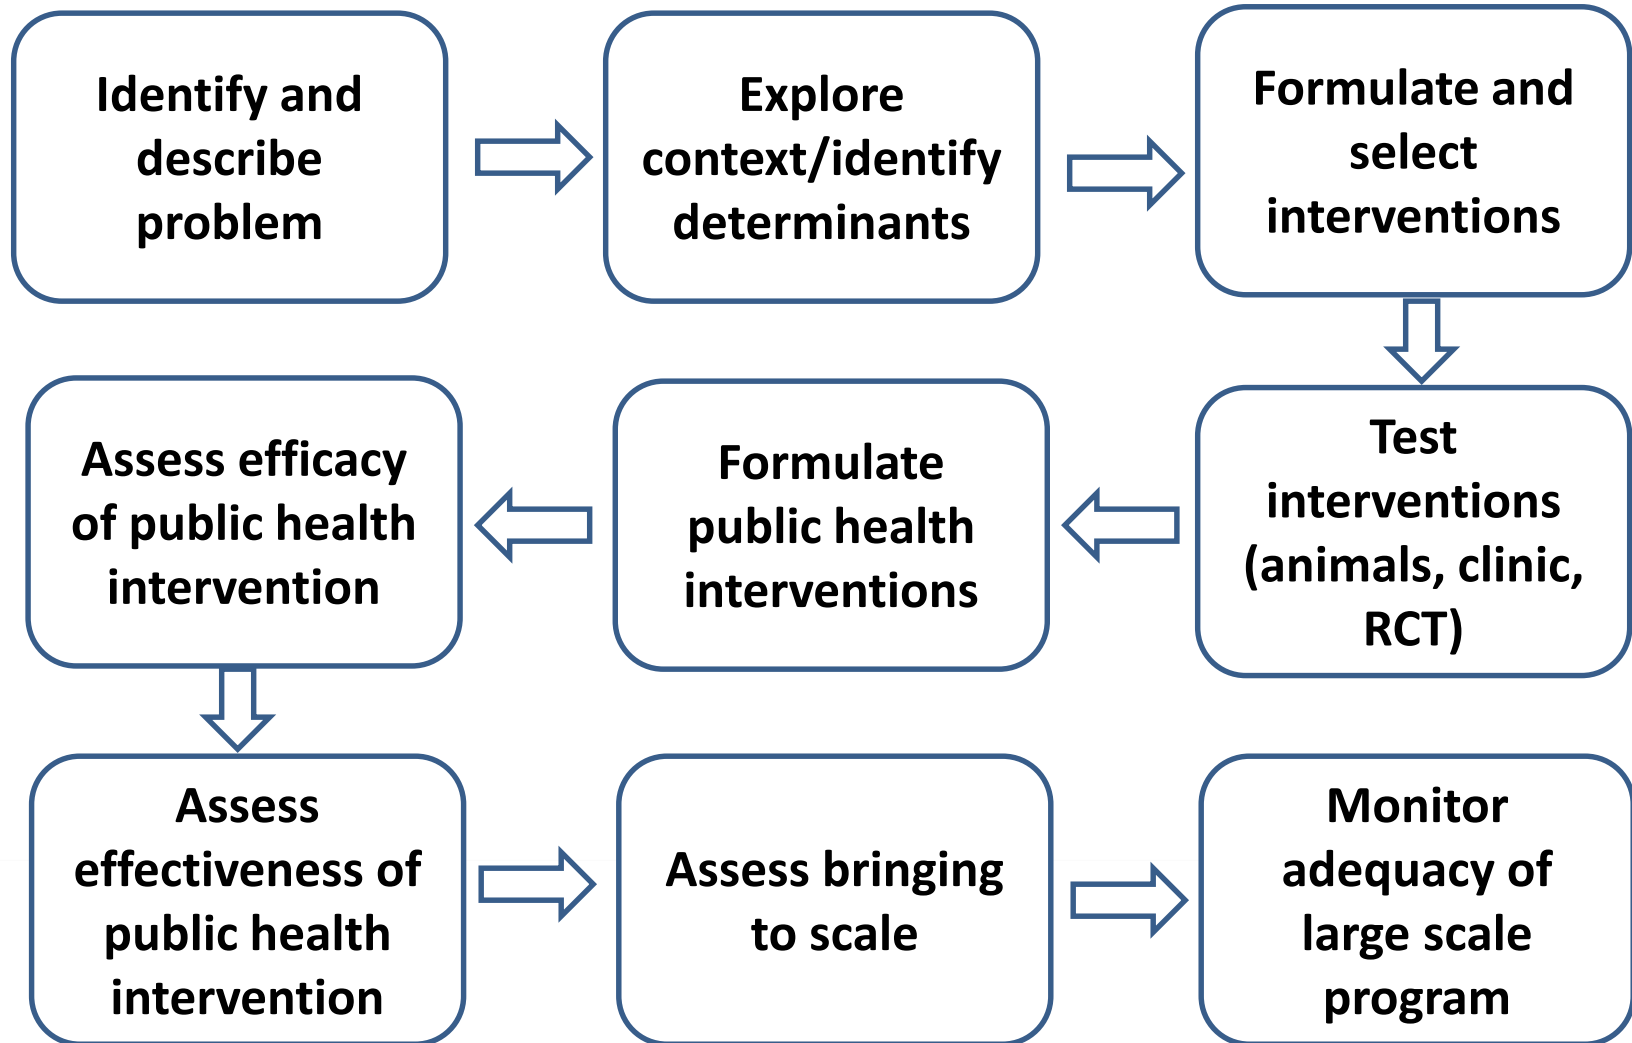 Identify and
describe
problem
Explore
context/identify
determinants
Formulate and
select
interventions
Test
interventions
(animals, clinic,
RCT)
Formulate
public health
interventions
Assess efficacy
of public health
intervention
Assess
effectiveness of
public health
intervention
Assess bringing
to scale
Monitor
adequacy of
large scale
program